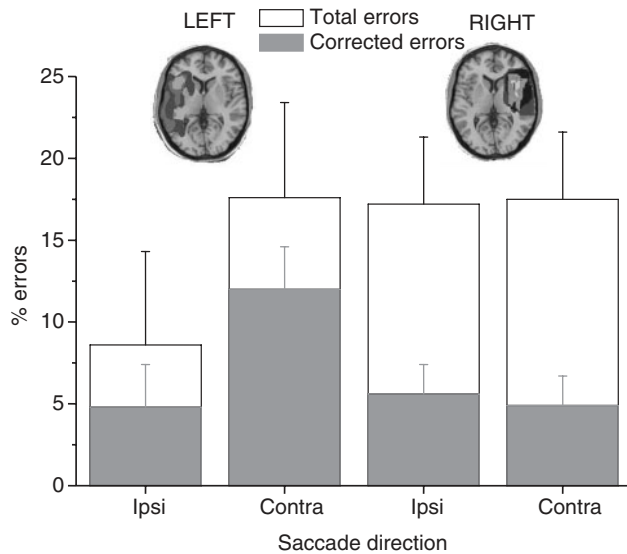 LEFT
Total errors
Corrected errors
RIGHT
25
20
15
10
5
0
% errors
Ipsi Contra Ipsi Contra
Saccade direction